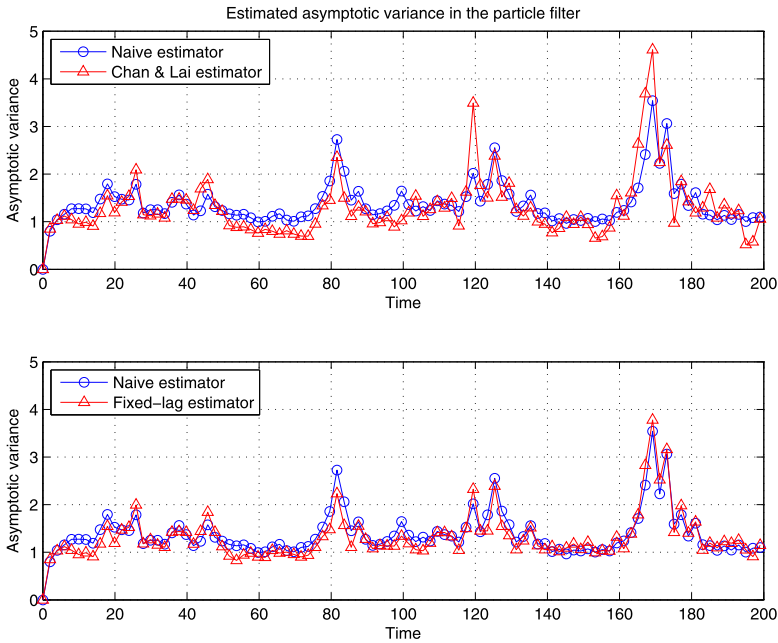 Estimated asymptotic variance in the particle filter
5
4
3
2
1
0
Asymptotic variance
Naive estimator
Chan & Lai estimator
0 20 40 60 80 100 120 140 160 180 200
Time
5
4
3
2
1
0
Asymptotic variance
Naive estimator
Fixed−lag estimator
0 20 40 60 80 100 120 140 160 180 200
Time